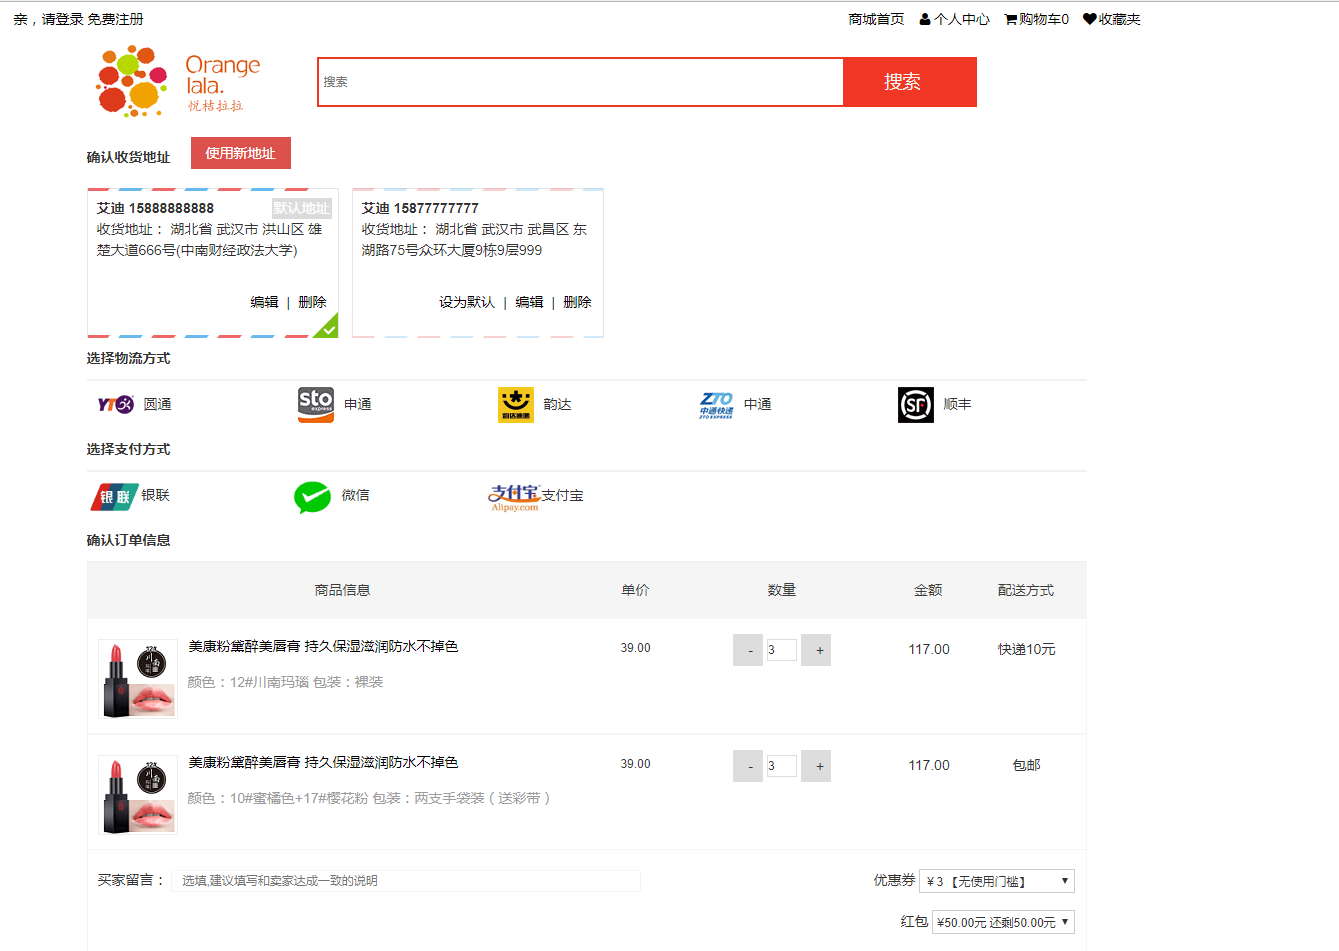 亲，请登录 免费注册
商城首页 个人中心 购物车0 收藏夹
Orange
lala.
悦桔拉拉
搜索 搜索
确认收货地址 使用新地址
艾迪 15888888888 默认地址
收货地址： 湖北省 武汉市 洪山区 雄
楚大道666号(中南财经政法大学)
编辑 | 删除
艾迪 15877777777
收货地址： 湖北省 武汉市 武昌区 东
湖路75号众环大厦9栋9层999
设为默认 | 编辑 | 删除
选择物流方式
YTO 圆通
sto express 申通
韵达速递 韵达
ZTO 中通快递 ZTO EXPRESS 中通
SF 顺丰
选择支付方式
银联 银联
微信
支付宝 Alipay.com 支付宝
确认订单信息
商品信息 单价 数量 金额 配送方式
美康粉黛醉美唇膏 持久保湿滋润防水不掉色 39.00 - 3 + 117.00 快递10元
颜色：12#川南玛瑙 包装：裸装
12#
美康粉黛醉美唇膏 持久保湿滋润防水不掉色 39.00 - 3 + 117.00 包邮
颜色：10#蜜橘色+17#樱花粉 包装：两支手袋装（送彩带）
12#
买家留言： 选填,建议填写和卖家达成一致的说明 优惠券 ¥ 3 【无使用门槛】
红包 ¥50.00元 还剩50.00元